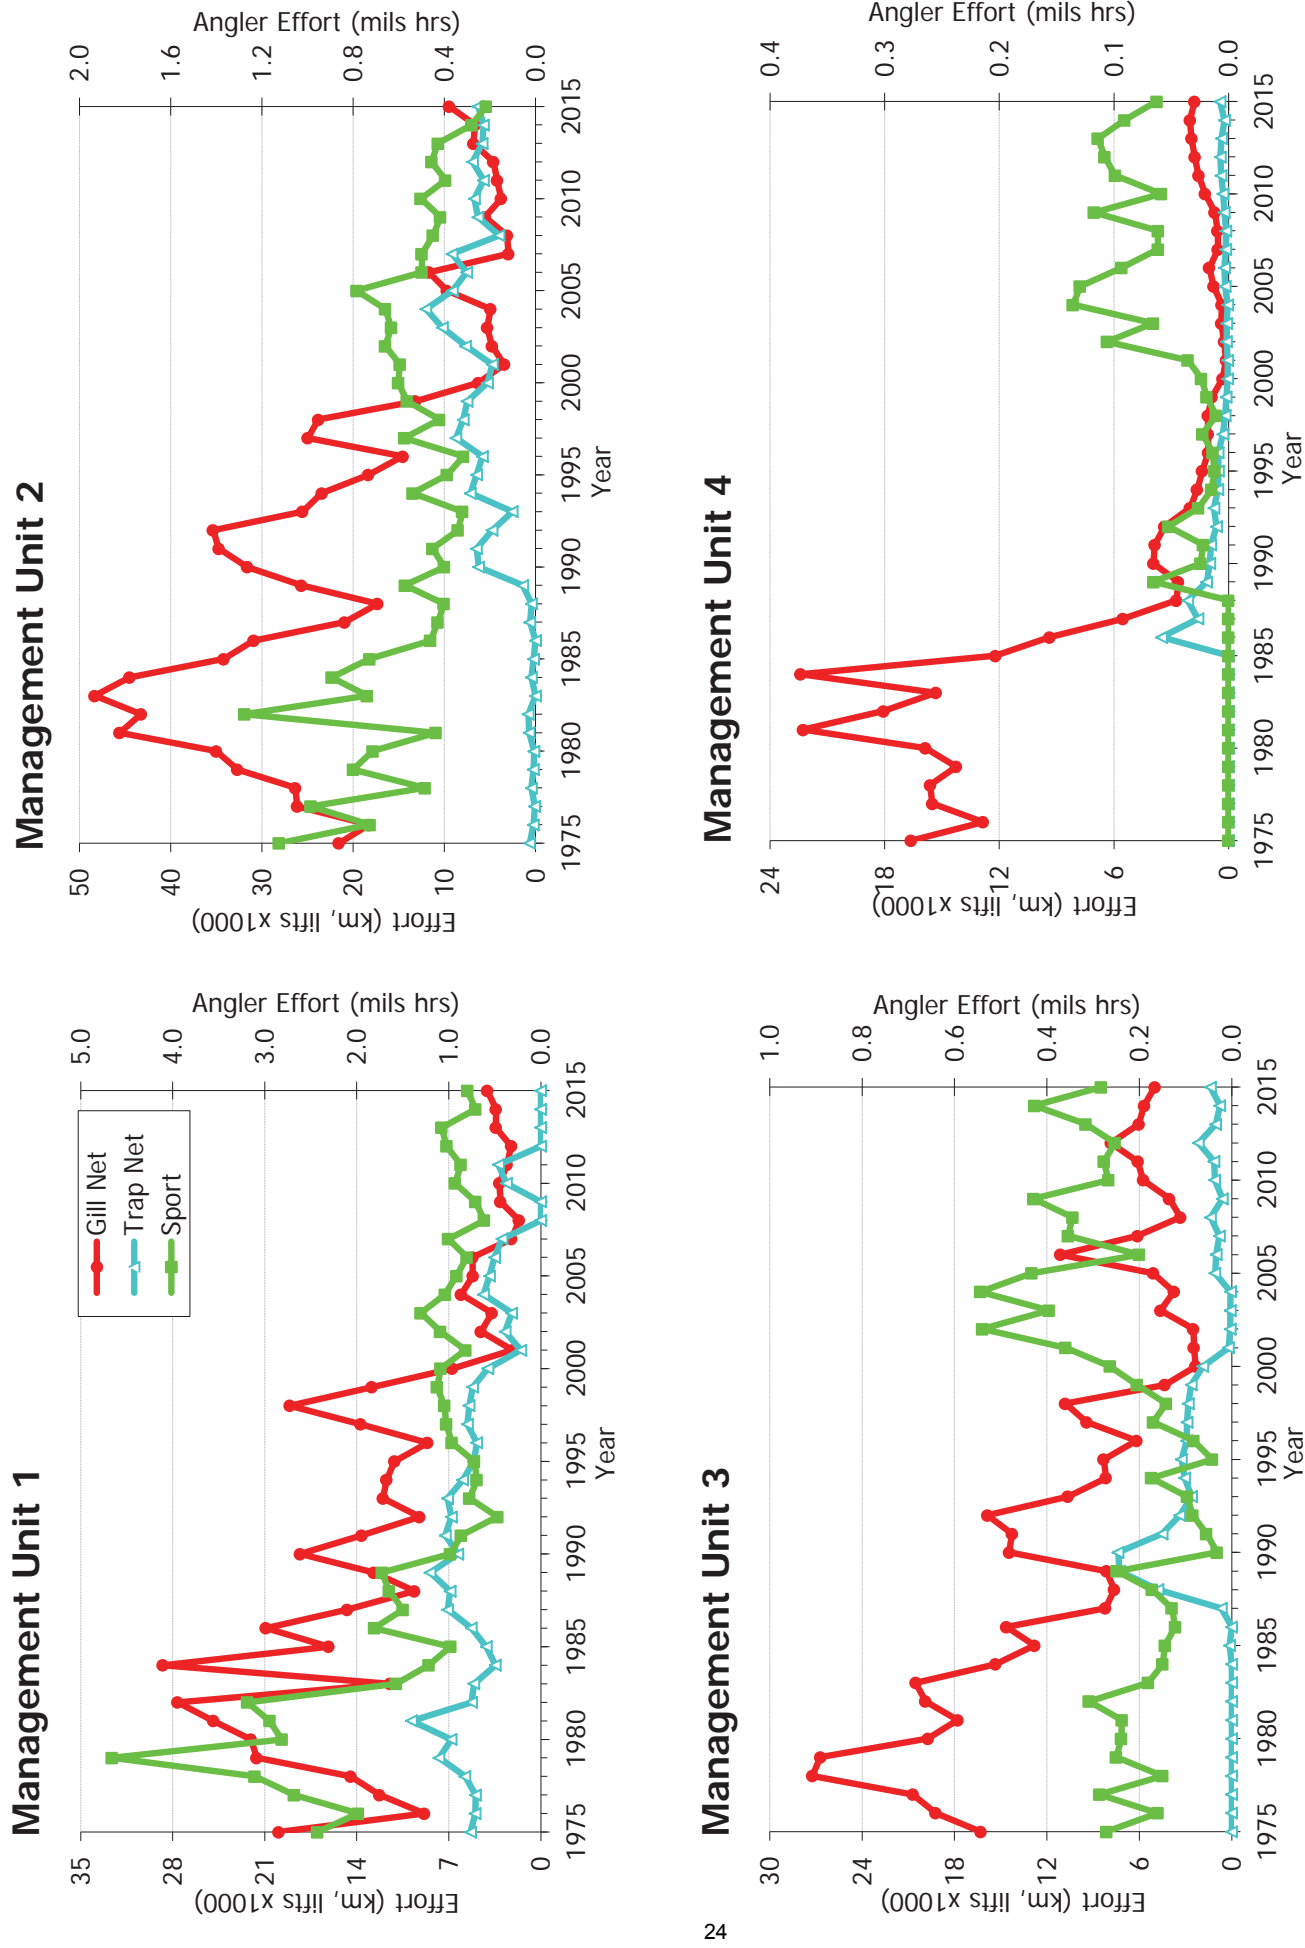 Management Unit 1
Effort (km, lifts x1000)
35
28
21
14
7
0
Gill Net
Trap Net
Sport
5.0
4.0
3.0
2.0
1.0
0.0
Angler Effort (mils hrs)
1975 1980 1985 1990 1995 2000 2005 2010 2015
Year
Management Unit 2
Effort (km, lifts x1000)
50
40
30
20
10
0
2.0
1.6
1.2
0.8
0.4
0.0
Angler Effort (mils hrs)
1975 1980 1985 1990 1995 2000 2005 2010 2015
Year
Management Unit 3
Effort (km, lifts x1000)
30
24
18
12
6
0
1.0
0.8
0.6
0.4
0.2
0.0
Angler Effort (mils hrs)
1975 1980 1985 1990 1995 2000 2005 2010 2015
Year
Management Unit 4
Effort (km, lifts x1000)
24
18
12
6
0
0.4
0.3
0.2
0.1
0.0
Angler Effort (mils hrs)
1975 1980 1985 1990 1995 2000 2005 2010 2015
Year
24